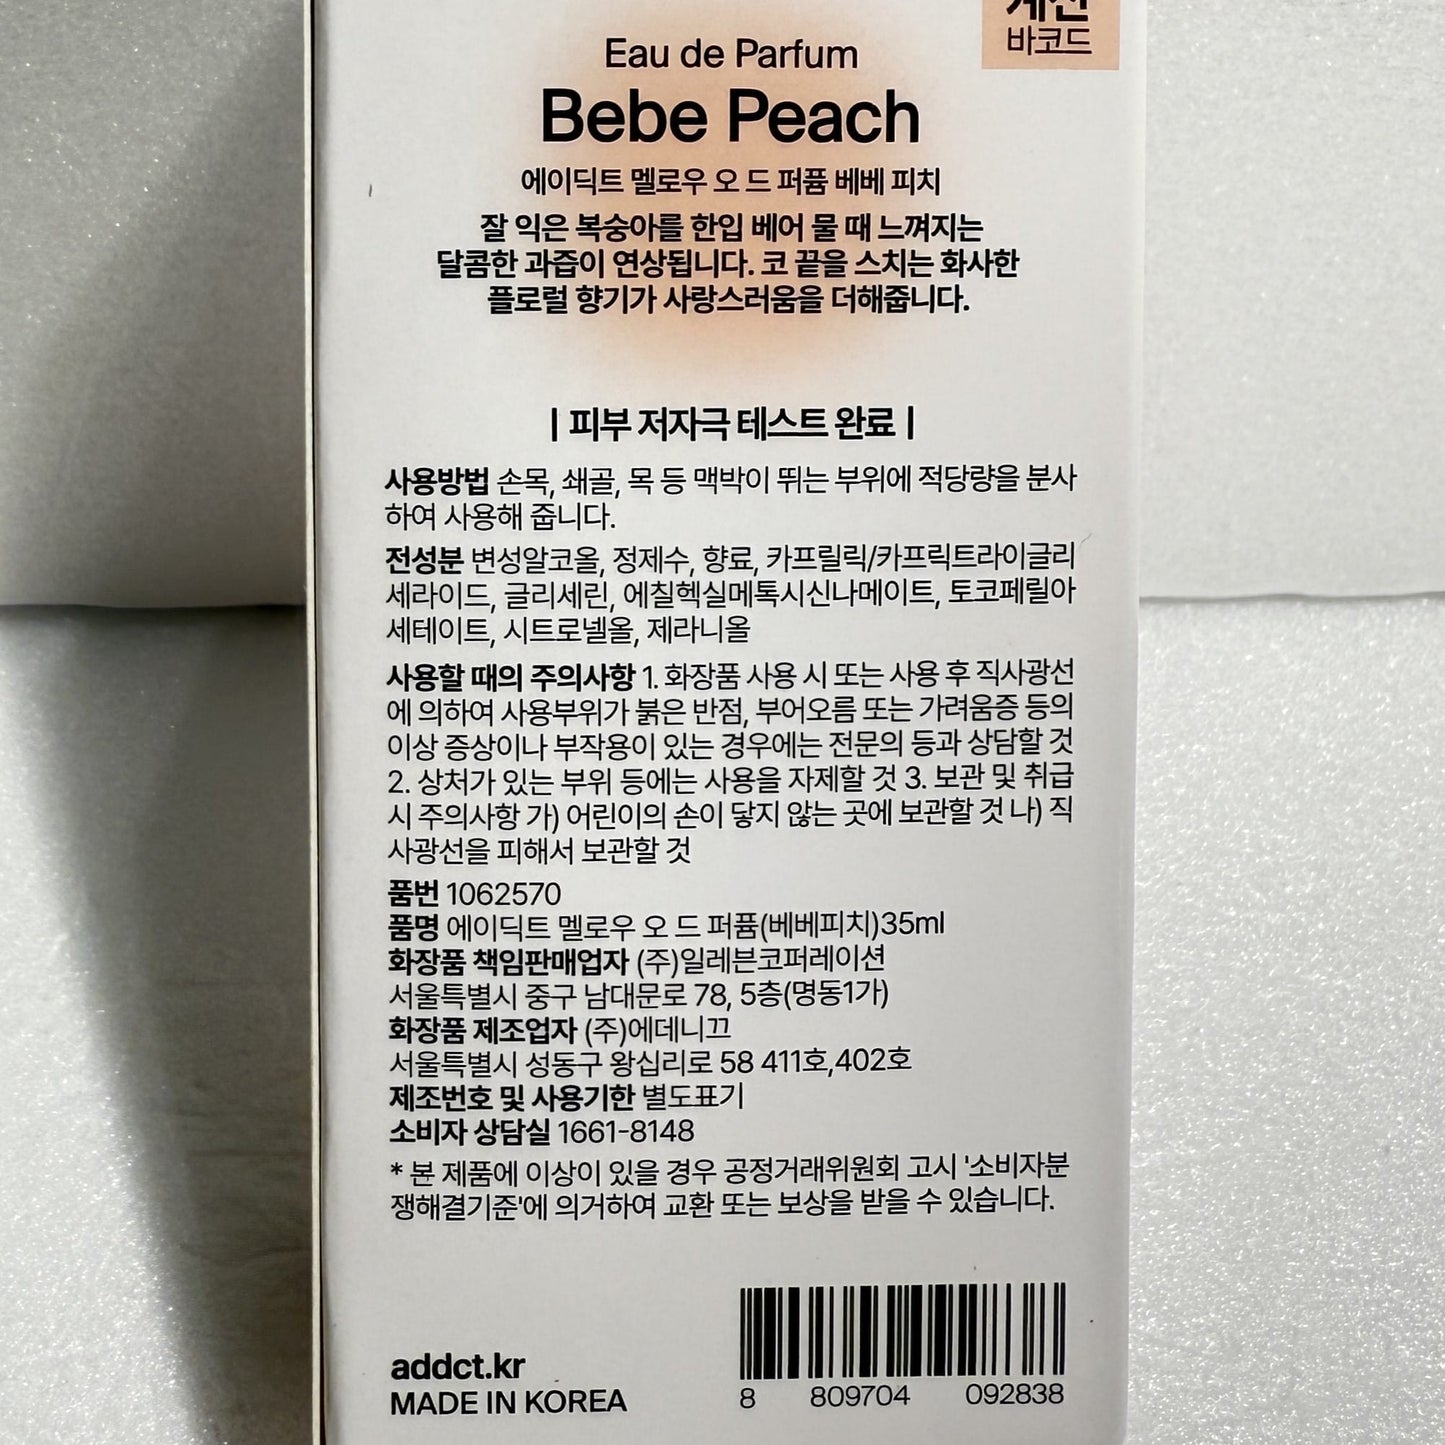 계산
바코드
Eau de Parfum
Bebe Peach
에이딕트 멜로우 오 드 퍼퓸 베베 피치
잘 익은 복숭아를 한입 베어 물 때 느껴지는
달콤한 과즙이 연상됩니다. 코 끝을 스치는 화사한
플로럴 향기가 사랑스러움을 더해줍니다.
| 피부 저자극 테스트 완료 |
사용방법 손목, 쇄골, 목 등 맥박이 뛰는 부위에 적당량을 분사
하여 사용해 줍니다.
전성분 변성알코올, 정제수, 향료, 카프릴릭/카프릭트라이글리
세라이드, 글리세린, 에칠헥실메톡시신나메이트, 토코페릴아
세테이트, 시트로넬올, 제라니올
사용할 때의 주의사항 1. 화장품 사용 시 또는 사용 후 직사광선
에 의하여 사용부위가 붉은 반점, 부어오름 또는 가려움증 등의
이상 증상이나 부작용이 있는 경우에는 전문의 등과 상담할 것
2. 상처가 있는 부위 등에는 사용을 자제할 것 3. 보관 및 취급
시 주의사항 가) 어린이의 손이 닿지 않는 곳에 보관할 것 나) 직
사광선을 피해서 보관할 것
품번 1062570
품명 에이딕트 멜로우 오 드 퍼퓸(베베피치)35ml
화장품 책임판매업자 (주)일레븐코퍼레이션
서울특별시 중구 남대문로 78, 5층(명동1가)
화장품 제조업자 (주)에데니끄
서울특별시 성동구 왕십리로 58 411호,402호
제조번호 및 사용기한 별도표기
소비자 상담실 1661-8148
* 본 제품에 이상이 있을 경우 공정거래위원회 고시 '소비자분
쟁해결기준'에 의거하여 교환 또는 보상을 받을 수 있습니다.
addct.kr
MADE IN KOREA
8 809704 092838